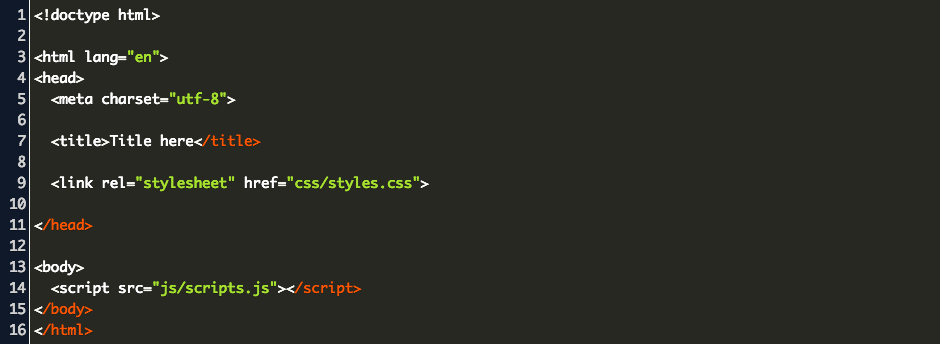 1 <!doctype html>
2
3 <html lang="en">
4 <head>
5   <meta charset="utf-8">
6
7   <title>Title here</title>
8
9   <link rel="stylesheet" href="css/styles.css">
10
11 </head>
12
13 <body>
14   <script src="js/scripts.js"></script>
15 </body>
16 </html>